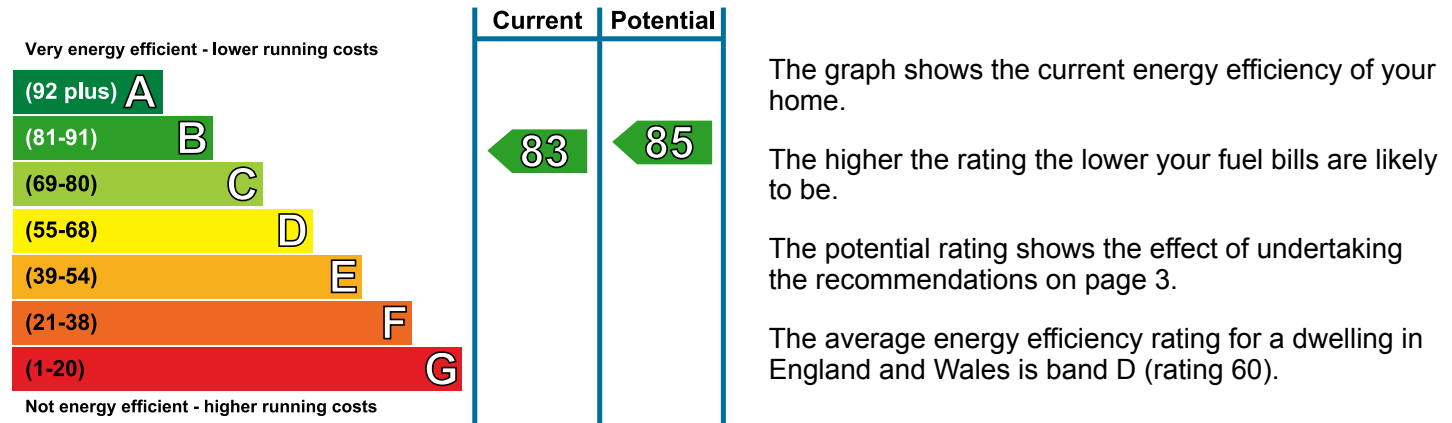 Current Potential
Very energy efficient - lower running costs
(92 plus) A
(81-91) B
(69-80) C
(55-68) D
(39-54) E
(21-38) F
(1-20) G
Not energy efficient - higher running costs
83
85
The graph shows the current energy efficiency of your
home.
The higher the rating the lower your fuel bills are likely
to be.
The potential rating shows the effect of undertaking
the recommendations on page 3.
The average energy efficiency rating for a dwelling in
England and Wales is band D (rating 60).